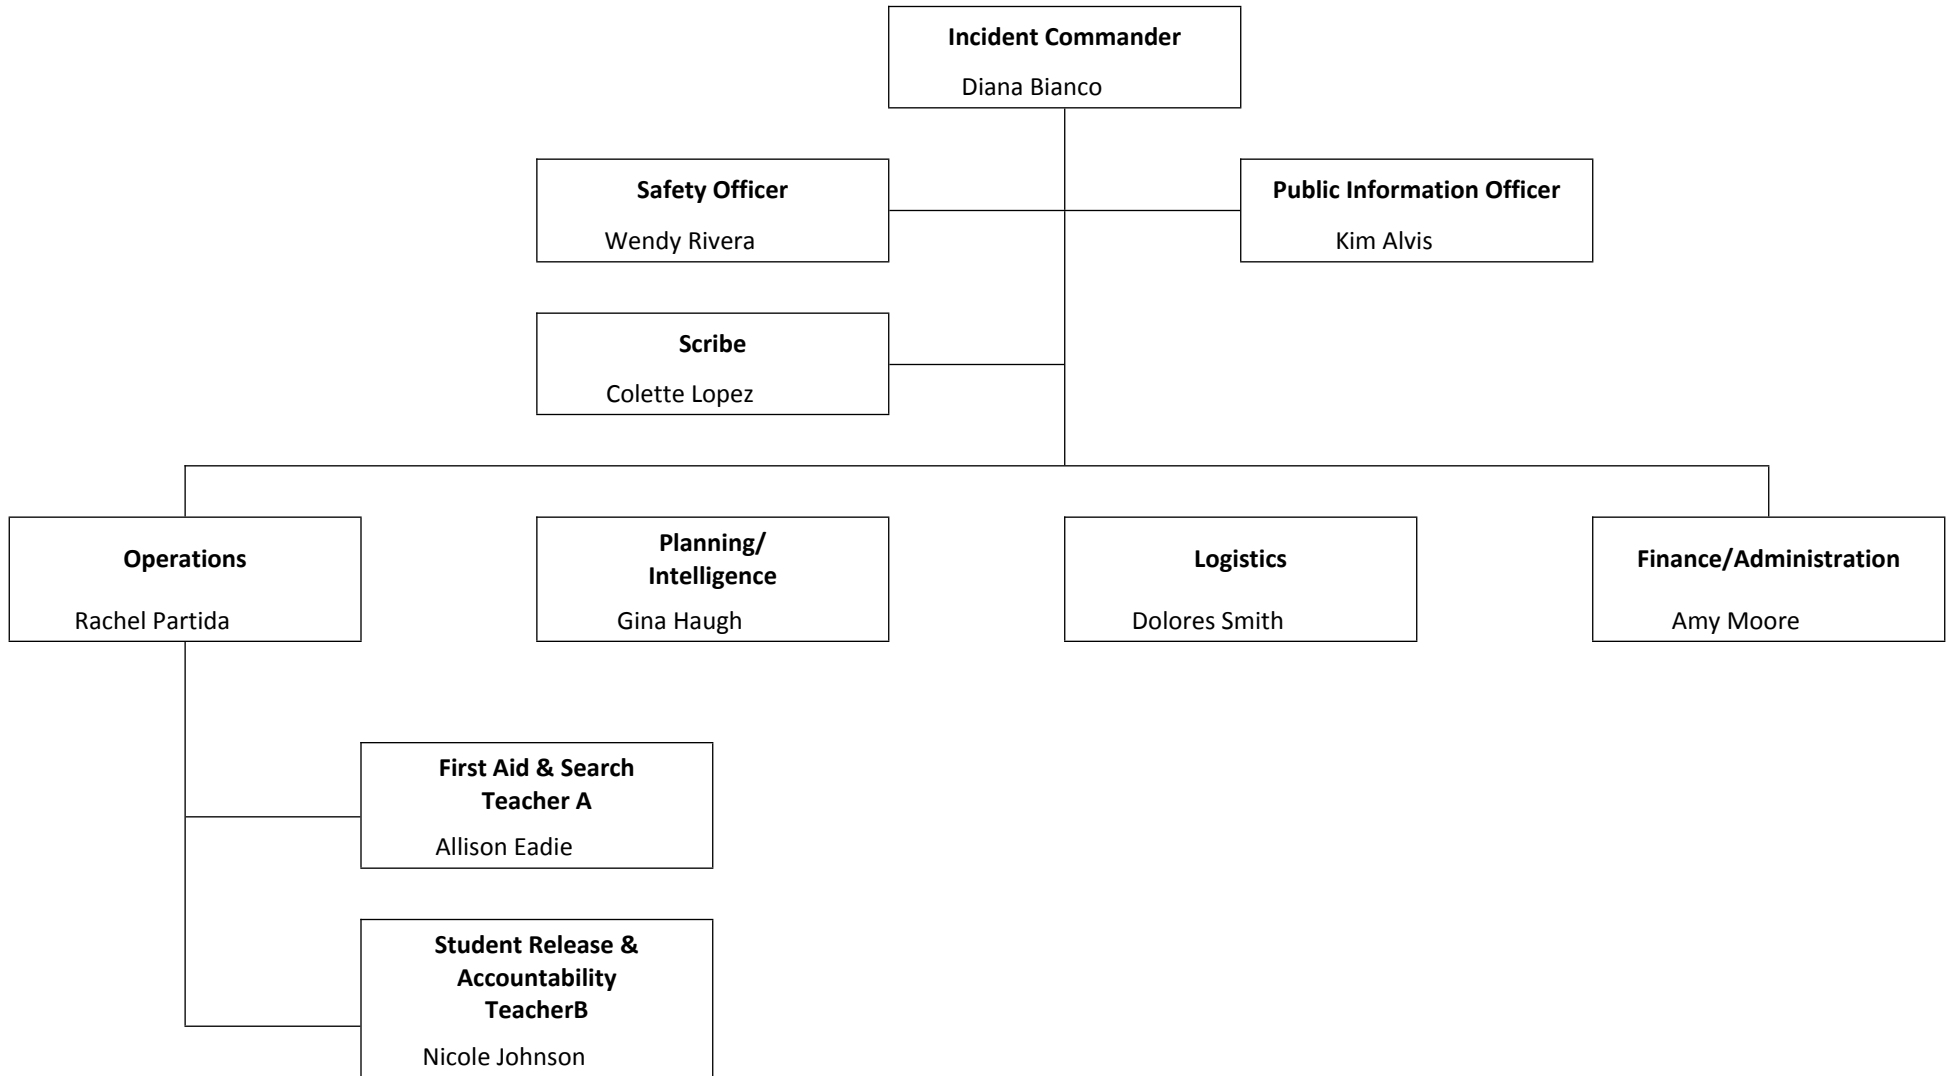 Incident Commander
Diana Bianco
Safety Officer
Wendy Rivera
Public Information Officer
Kim Alvis
Scribe
Colette Lopez
Operations
Rachel Partida
Planning/
Intelligence
Gina Haugh
Logistics
Dolores Smith
Finance/Administration
Amy Moore
First Aid & Search
Teacher A
Allison Eadie
Student Release &
Accountability
TeacherB
Nicole Johnson